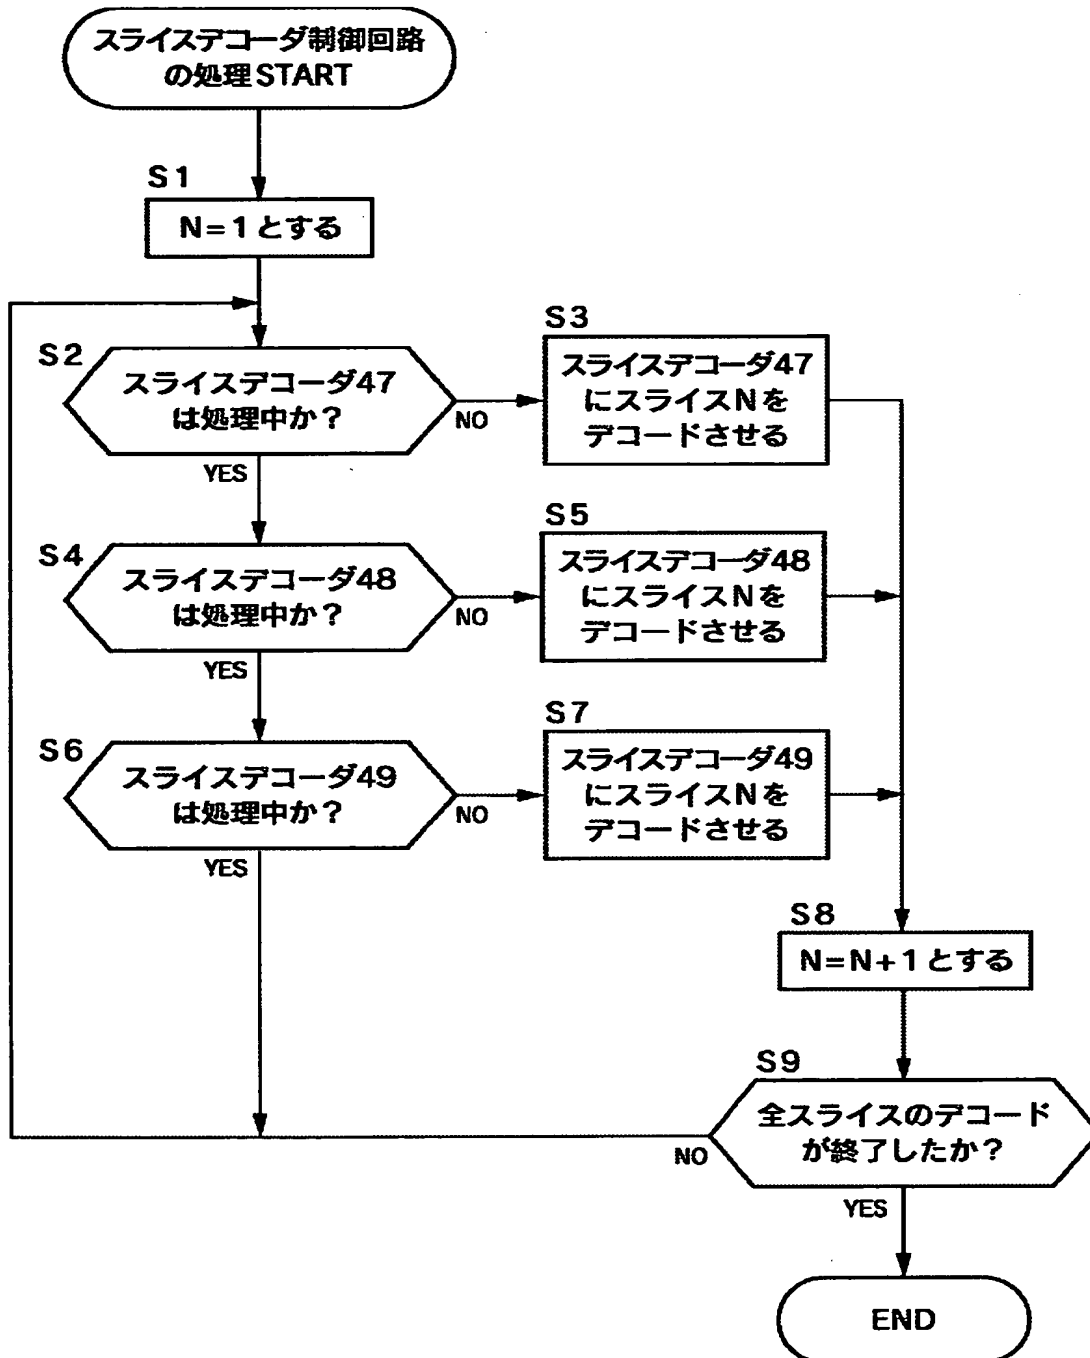 スライスデコーダ制御回路
の処理START
S1
N=1とする
S2
スライスデコーダ47
は処理中か?
NO
YES
S3
スライスデコーダ47
にスライスNを
デコードさせる
S4
スライスデコーダ48
は処理中か?
NO
YES
S5
スライスデコーダ48
にスライスNを
デコードさせる
S6
スライスデコーダ49
は処理中か?
NO
YES
S7
スライスデコーダ49
にスライスNを
デコードさせる
S8
N=N+1とする
S9
全スライスのデコード
が終了したか?
NO
YES
END